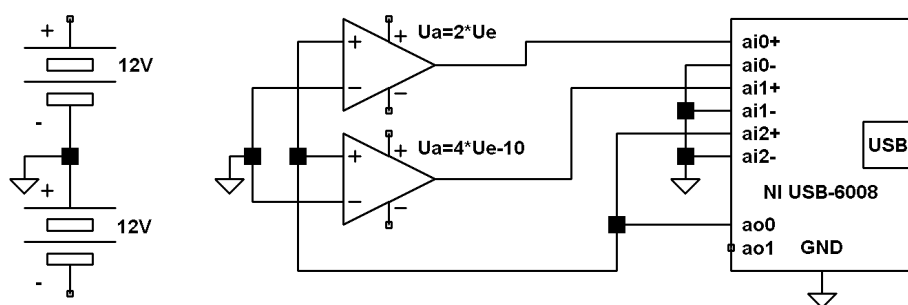 +
12V
-
+
12V
-
+
-
+
-
Ua=2*Ue
+
-
+
-
Ua=4*Ue-10
ai0+
ai0-
ai1+
ai1-
ai2+
ai2-
USB
NI USB-6008
ao0
ao1
GND